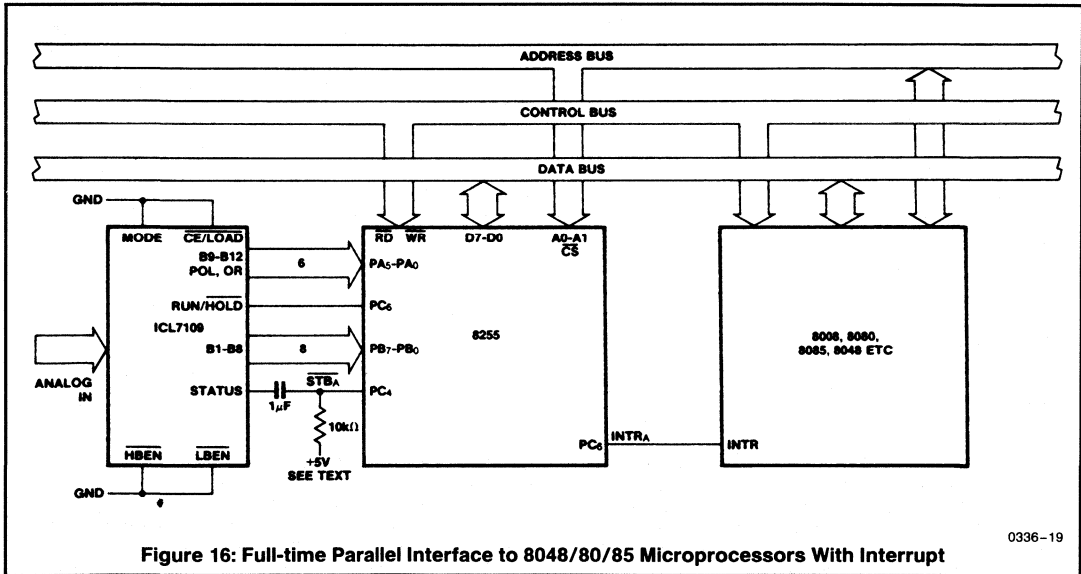 ADDRESS BUS
CONTROL BUS
DATA BUS
GND
MODE
CE/LOAD
B9-B12
POL, OR
6
RUN/HOLD
ICL7109
B1-B8
8
STATUS
1µF
STBA
10kΩ
+5V
SEE TEXT
ANALOG
IN
HBEN
LBEN
GND
RD
WR
D7-D0
A0-A1
CS
PA5-PA0
PC6
8255
PB7-PB0
PC4
PC6
INTRA
INTR
8008, 8080,
8085, 8048 ETC
0336-19
Figure 16: Full-time Parallel Interface to 8048/80/85 Microprocessors With Interrupt